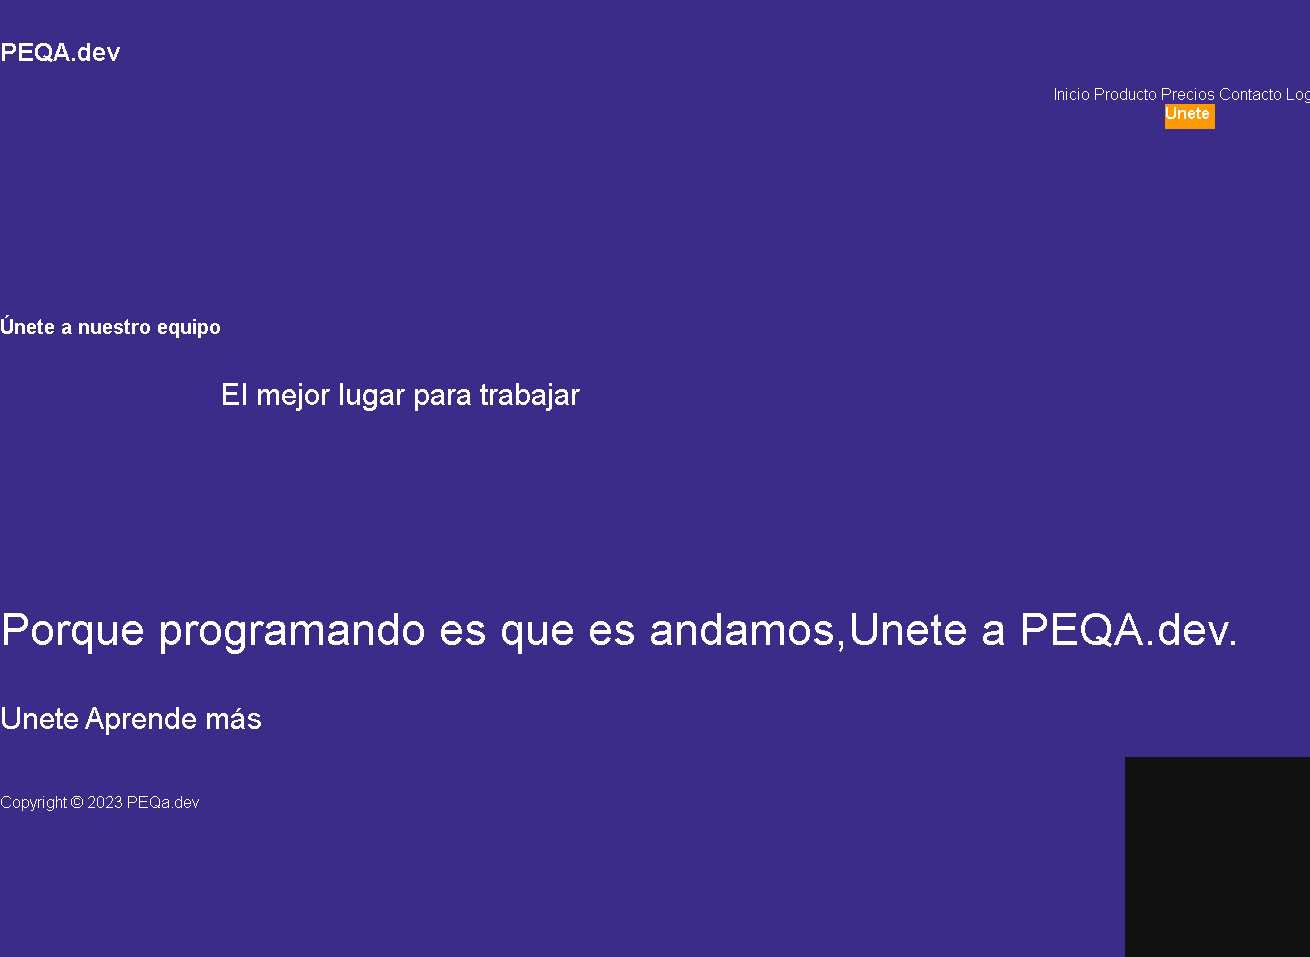 PEQA.dev
Inicio Producto Precios Contacto Log
Unete
Únete a nuestro equipo
El mejor lugar para trabajar
Porque programando es que es andamos,Unete a PEQA.dev.
Unete Aprende más
Copyright © 2023 PEQa.dev